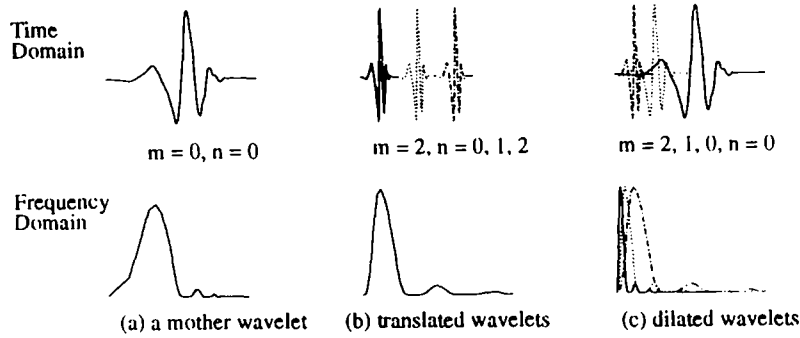 Time
Domain
m = 0, n = 0
m = 2, n = 0, 1, 2
m = 2, 1, 0, n = 0
Frequency
Domain
(a) a mother wavelet
(b) translated wavelets
(c) dilated wavelets